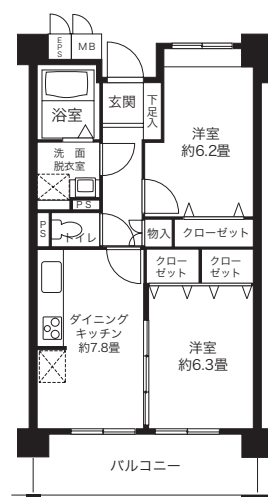 EPS
MB
浴室
玄関
下足入
洋室
約6.2畳
洗 面
脱衣室
PS
PS
トイレ
物入
クローゼット
クロー
ゼット
クロー
ゼット
ダイニング
キッチン
約7.8畳
洋室
約6.3畳
バルコニー